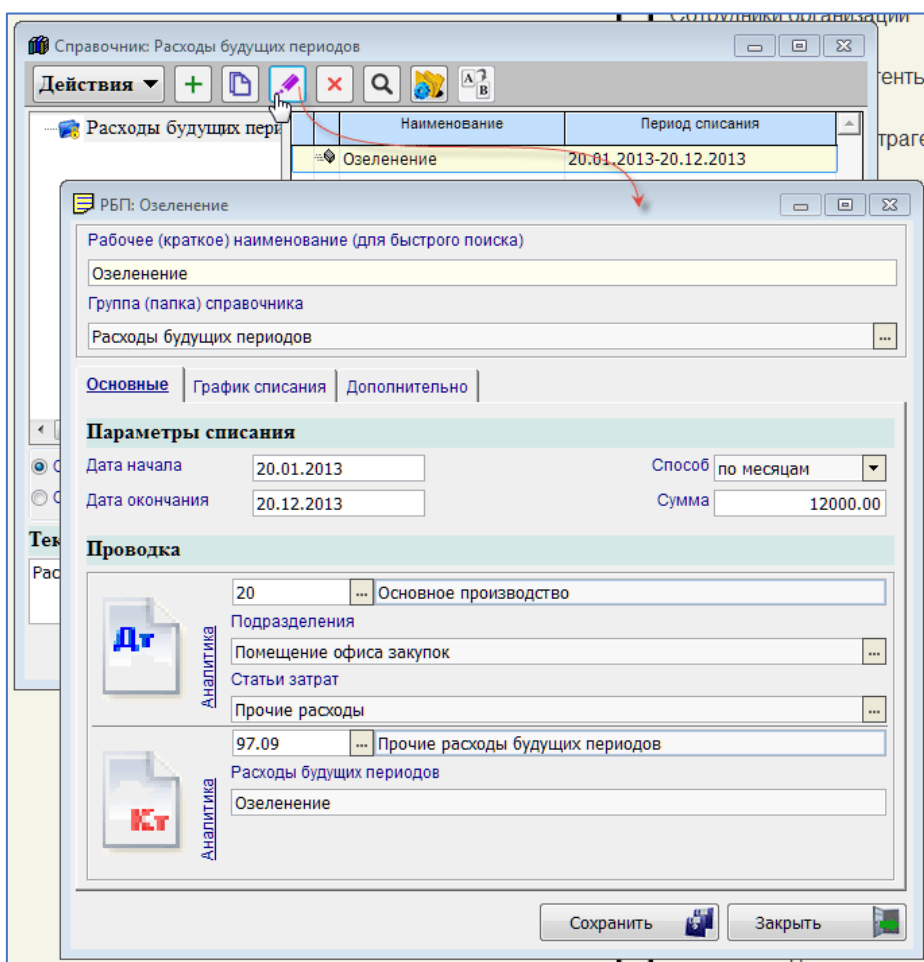 Сотрудники организации
Справочник: Расходы будущих периодов
Действия
A
B
Расходы будущих пери
Наименование
Период списания
Озеленение
20.01.2013-20.12.2013
РБП: Озеленение
Рабочее (краткое) наименование (для быстрого поиска)
Озеленение
Группа (папка) справочника
Расходы будущих периодов
...
Основные График списания Дополнительно
Параметры списания
Дата начала 20.01.2013 Способ по месяцам
Дата окончания 20.12.2013 Сумма 12000.00
Тек
Рас
Проводка
Дт
Аналитика
20 ... Основное производство
Подразделения
Помещение офиса закупок ...
Статьи затрат
Прочие расходы ...
Кт
Аналитика
97.09 ... Прочие расходы будущих периодов
Расходы будущих периодов
Озеленение
Сохранить Закрыть